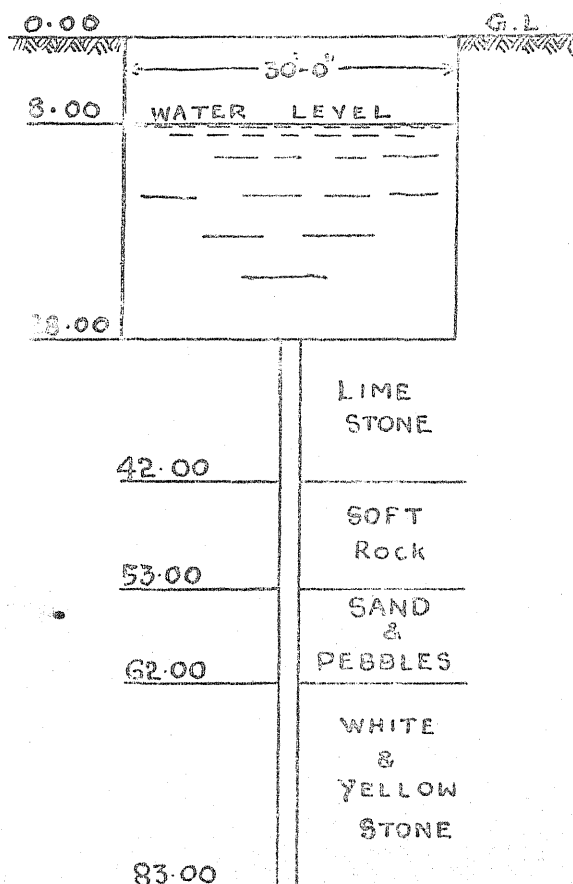 0.00
G.L
30'-0"
8.00
WATER LEVEL
LIME
STONE
42.00
SOFT
Rock
53.00
SAND
&
PEBBLES
62.00
WHITE
&
YELLOW
STONE
83.00